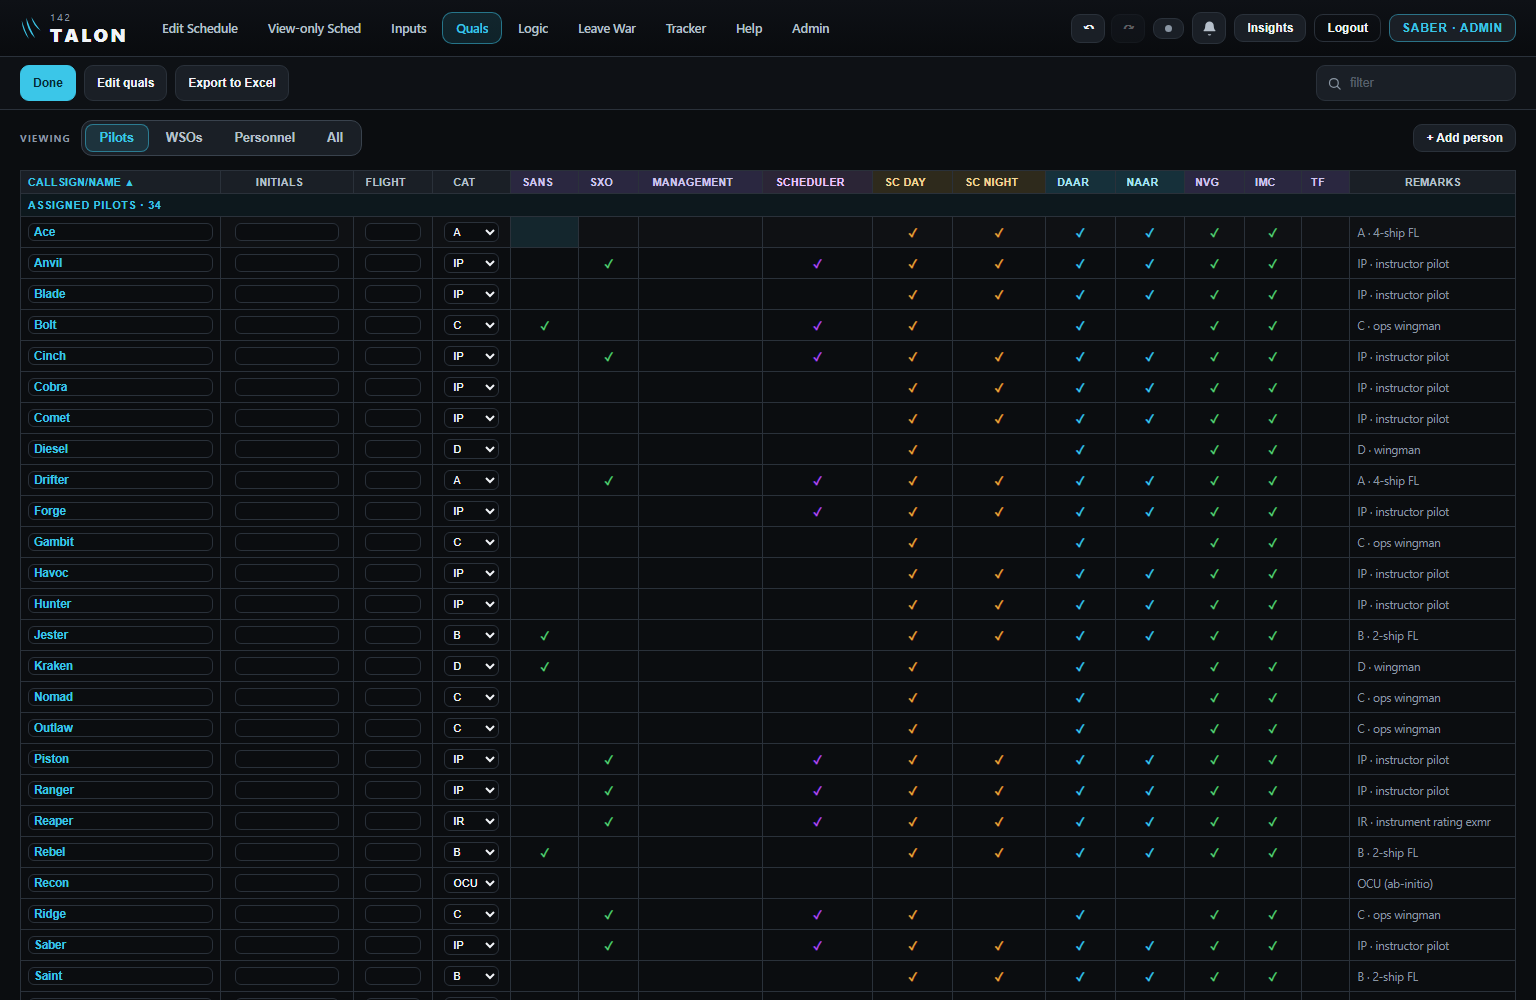 142
TALON
Edit Schedule View-only Sched Inputs Quals Logic Leave War Tracker Help Admin Insights Logout SABER · ADMIN
Done Edit quals Export to Excel filter
VIEWING Pilots WSOs Personnel All + Add person
CALLSIGN/NAME ▲ INITIALS FLIGHT CAT SANS SXO MANAGEMENT SCHEDULER SC DAY SC NIGHT DAAR NAAR NVG IMC TF REMARKS
ASSIGNED PILOTS · 34
Ace A ✓ ✓ ✓ ✓ ✓ ✓ A · 4-ship FL
Anvil IP ✓ ✓ ✓ ✓ ✓ ✓ ✓ ✓ IP · instructor pilot
Blade IP ✓ ✓ ✓ ✓ ✓ ✓ IP · instructor pilot
Bolt C ✓ ✓ ✓ ✓ ✓ ✓ C · ops wingman
Cinch IP ✓ ✓ ✓ ✓ ✓ ✓ ✓ ✓ IP · instructor pilot
Cobra IP ✓ ✓ ✓ ✓ ✓ ✓ IP · instructor pilot
Comet IP ✓ ✓ ✓ ✓ ✓ ✓ IP · instructor pilot
Diesel D ✓ ✓ ✓ ✓ D · wingman
Drifter A ✓ ✓ ✓ ✓ ✓ ✓ ✓ ✓ A · 4-ship FL
Forge IP ✓ ✓ ✓ ✓ ✓ ✓ ✓ IP · instructor pilot
Gambit C ✓ ✓ ✓ ✓ C · ops wingman
Havoc IP ✓ ✓ ✓ ✓ ✓ ✓ IP · instructor pilot
Hunter IP ✓ ✓ ✓ ✓ ✓ ✓ IP · instructor pilot
Jester B ✓ ✓ ✓ ✓ ✓ ✓ ✓ B · 2-ship FL
Kraken D ✓ ✓ ✓ ✓ ✓ D · wingman
Nomad C ✓ ✓ ✓ ✓ C · ops wingman
Outlaw C ✓ ✓ ✓ ✓ C · ops wingman
Piston IP ✓ ✓ ✓ ✓ ✓ ✓ ✓ ✓ IP · instructor pilot
Ranger IP ✓ ✓ ✓ ✓ ✓ ✓ ✓ ✓ IP · instructor pilot
Reaper IR ✓ ✓ ✓ ✓ ✓ ✓ ✓ ✓ IR · instrument rating exmr
Rebel B ✓ ✓ ✓ ✓ ✓ ✓ ✓ B · 2-ship FL
Recon OCU OCU (ab-initio)
Ridge C ✓ ✓ ✓ ✓ ✓ ✓ C · ops wingman
Saber IP ✓ ✓ ✓ ✓ ✓ ✓ ✓ ✓ IP · instructor pilot
Saint B ✓ ✓ ✓ ✓ ✓ ✓ B · 2-ship FL